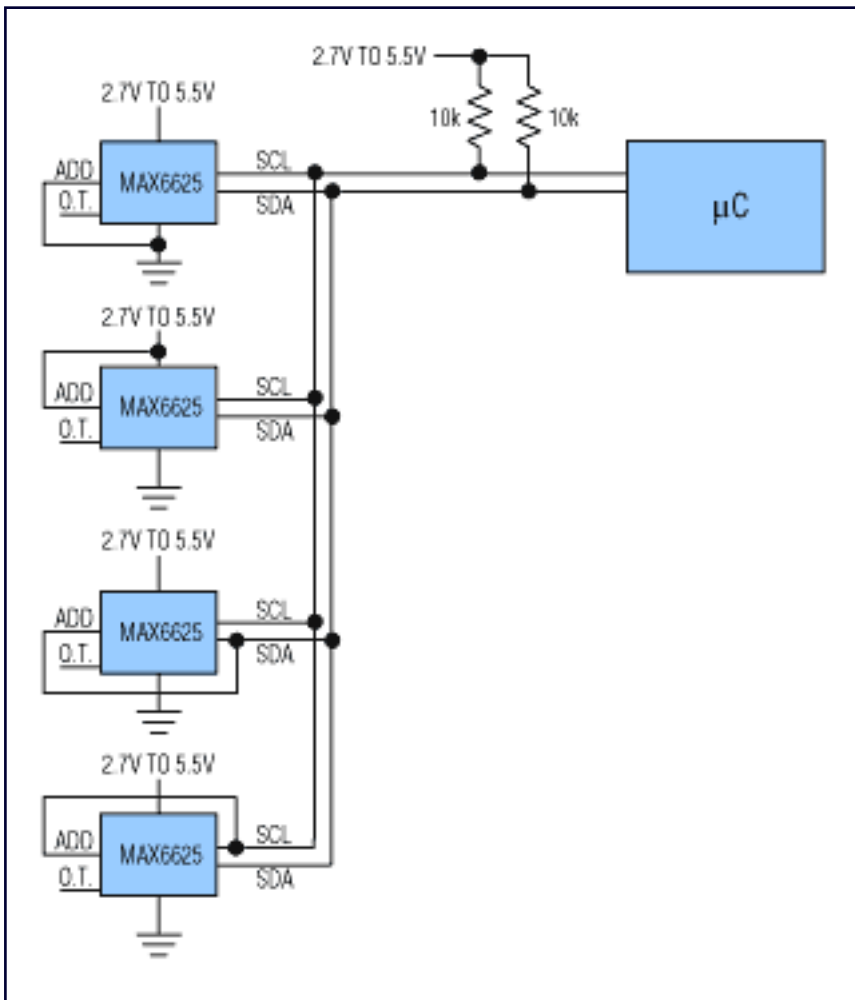 2.7V TO 5.5V
10k 10k
2.7V TO 5.5V
ADD
O.T.
MAX6625
SCL
SDA
µC
2.7V TO 5.5V
ADD
O.T.
MAX6625
SCL
SDA
2.7V TO 5.5V
ADD
O.T.
MAX6625
SCL
SDA
2.7V TO 5.5V
ADD
O.T.
MAX6625
SCL
SDA